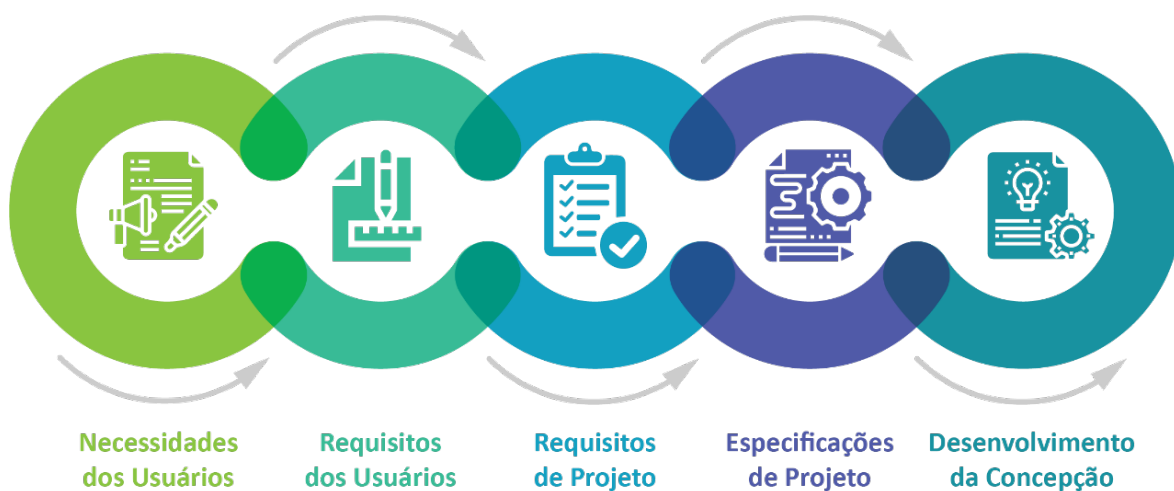 Necessidades
dos Usuários
Requisitos
dos Usuários
Requisitos
de Projeto
Especificações
de Projeto
Desenvolvimento
da Concepção